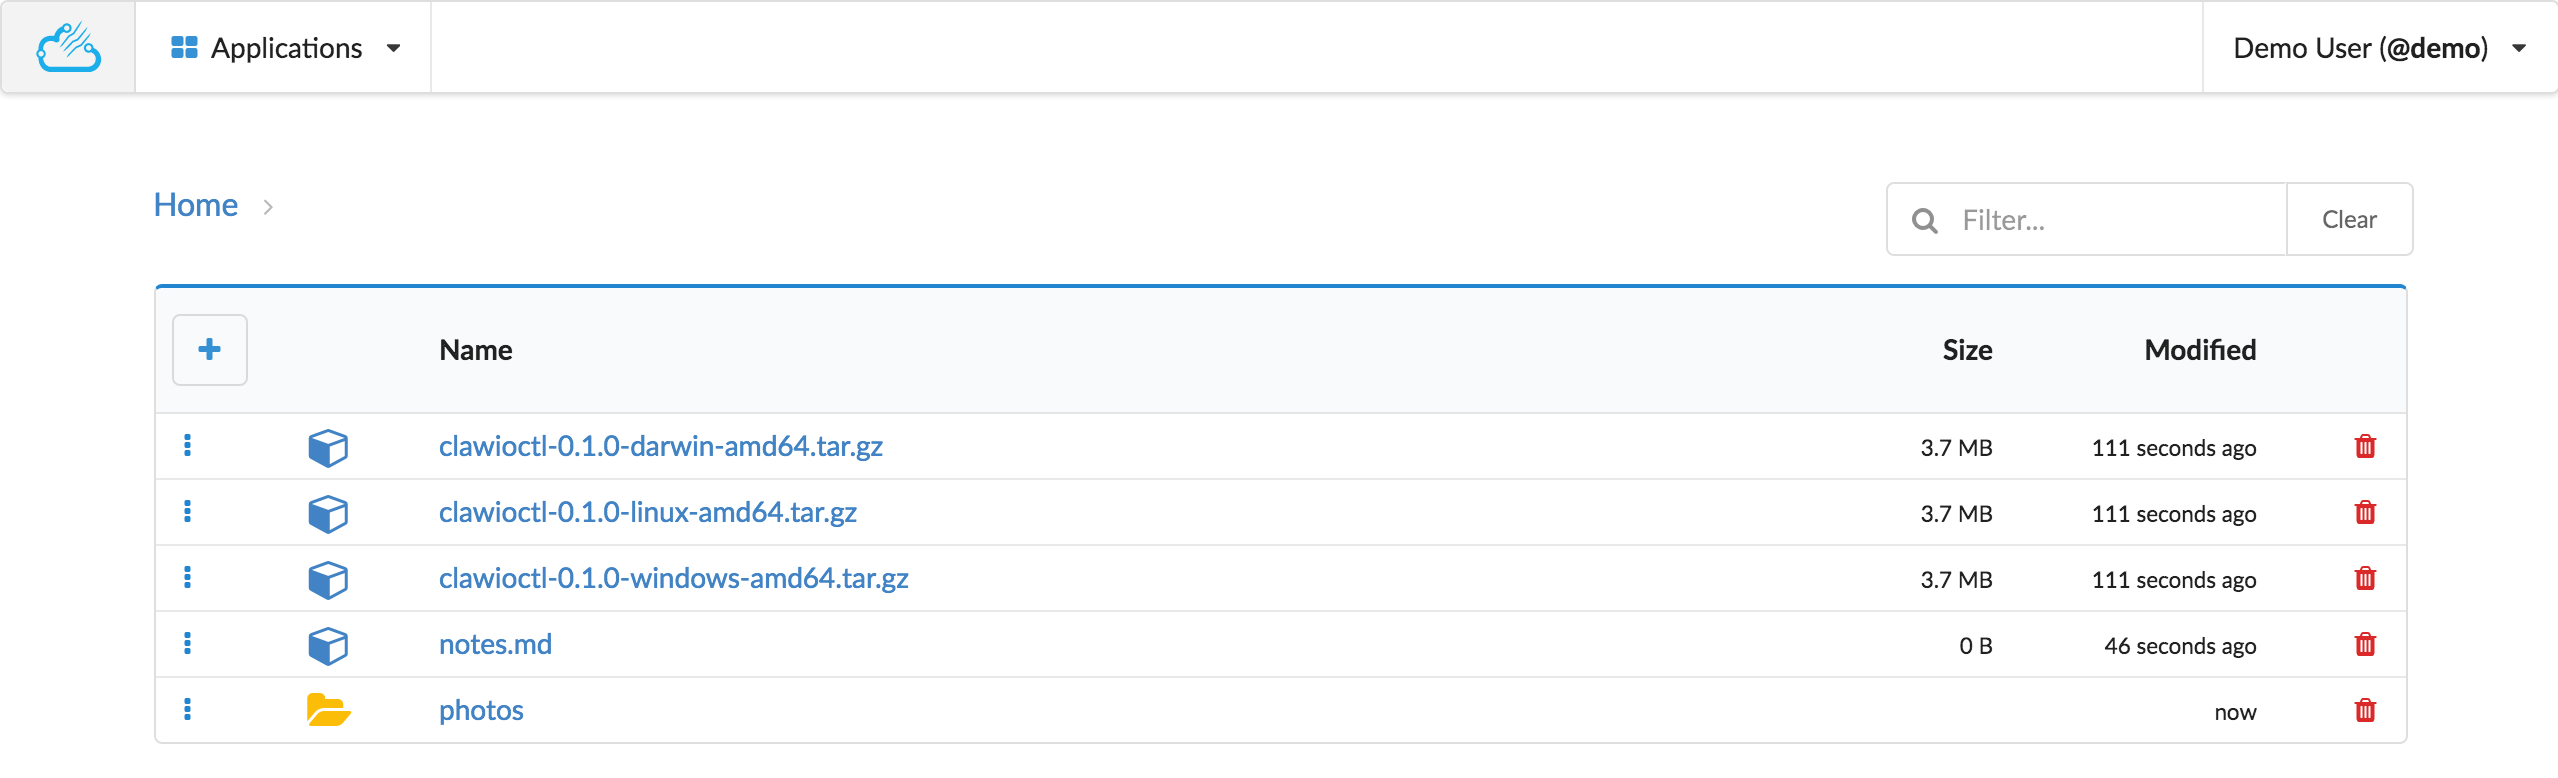 Applications
Demo User (@demo)
Home
Filter...
Clear
Name Size Modified
clawioctl-0.1.0-darwin-amd64.tar.gz 3.7 MB 111 seconds ago
clawioctl-0.1.0-linux-amd64.tar.gz 3.7 MB 111 seconds ago
clawioctl-0.1.0-windows-amd64.tar.gz 3.7 MB 111 seconds ago
notes.md 0 B 46 seconds ago
photos now